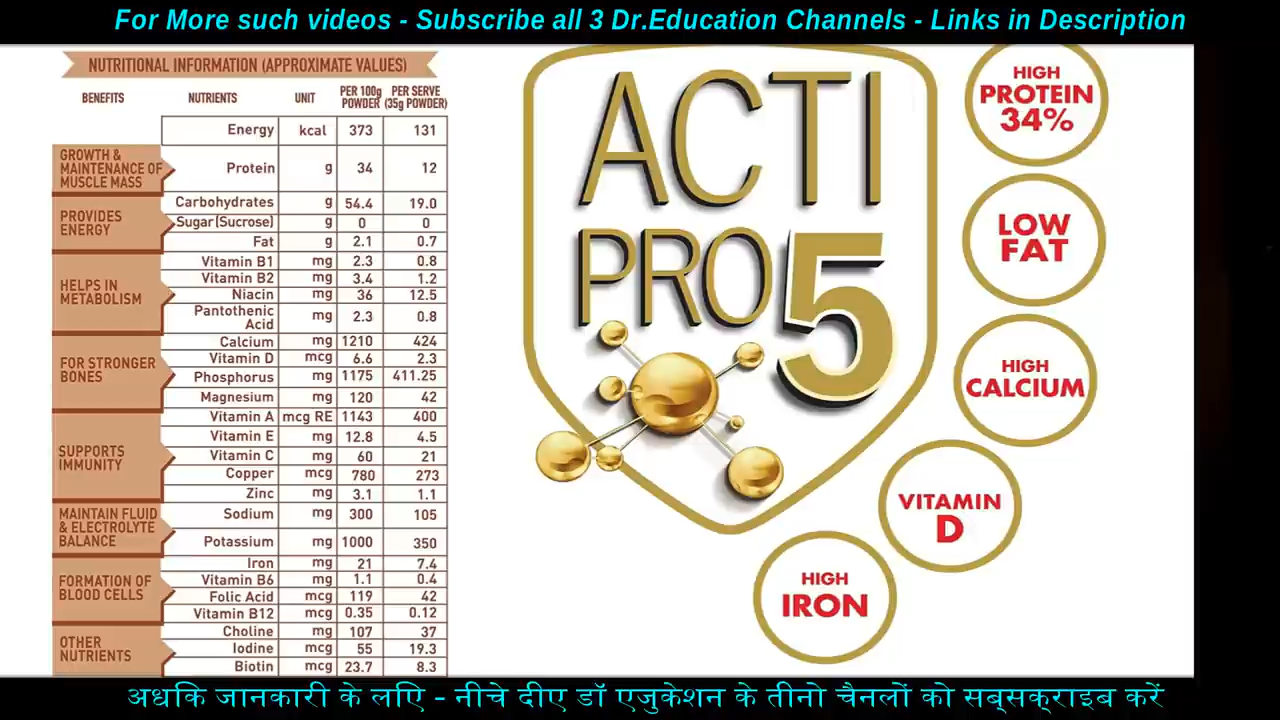 For More such videos - Subscribe all 3 Dr.Education Channels - Links in Description
NUTRITIONAL INFORMATION (APPROXIMATE VALUES)
BENEFITS NUTRIENTS UNIT PER 100g POWDER PER SERVE (35g POWDER)
Energy kcal 373 131
GROWTH & MAINTENANCE OF MUSCLE MASS
Protein g 34 12
PROVIDES ENERGY
Carbohydrates g 54.4 19.0
Sugar(Sucrose) g 0 0
Fat g 2.1 0.7
HELPS IN METABOLISM
Vitamin B1 mg 2.3 0.8
Vitamin B2 mg 3.4 1.2
Niacin mg 36 12.5
Pantothenic Acid mg 2.3 0.8
FOR STRONGER BONES
Calcium mg 1210 424
Vitamin D mcg 6.6 2.3
Phosphorus mg 1175 411.25
Magnesium mg 120 42
SUPPORTS IMMUNITY
Vitamin A mcg RE 1143 400
Vitamin E mg 12.8 4.5
Vitamin C mg 60 21
Copper mcg 780 273
Zinc mg 3.1 1.1
MAINTAIN FLUID & ELECTROLYTE BALANCE
Sodium mg 300 105
Potassium mg 1000 350
FORMATION OF BLOOD CELLS
Iron mg 21 7.4
Vitamin B6 mg 1.1 0.4
Folic Acid mcg 119 42
Vitamin B12 mcg 0.35 0.12
OTHER NUTRIENTS
Choline mg 107 37
Iodine mcg 55 19.3
Biotin mcg 23.7 8.3
ACTI
PRO 5
HIGH
PROTEIN
34%
LOW
FAT
HIGH
CALCIUM
VITAMIN
D
HIGH
IRON
अधकि जानकारी के लएि - नीचे दीए डॉ एजुकेशन के तीनो चैनलों को सब्सक्राइब करें